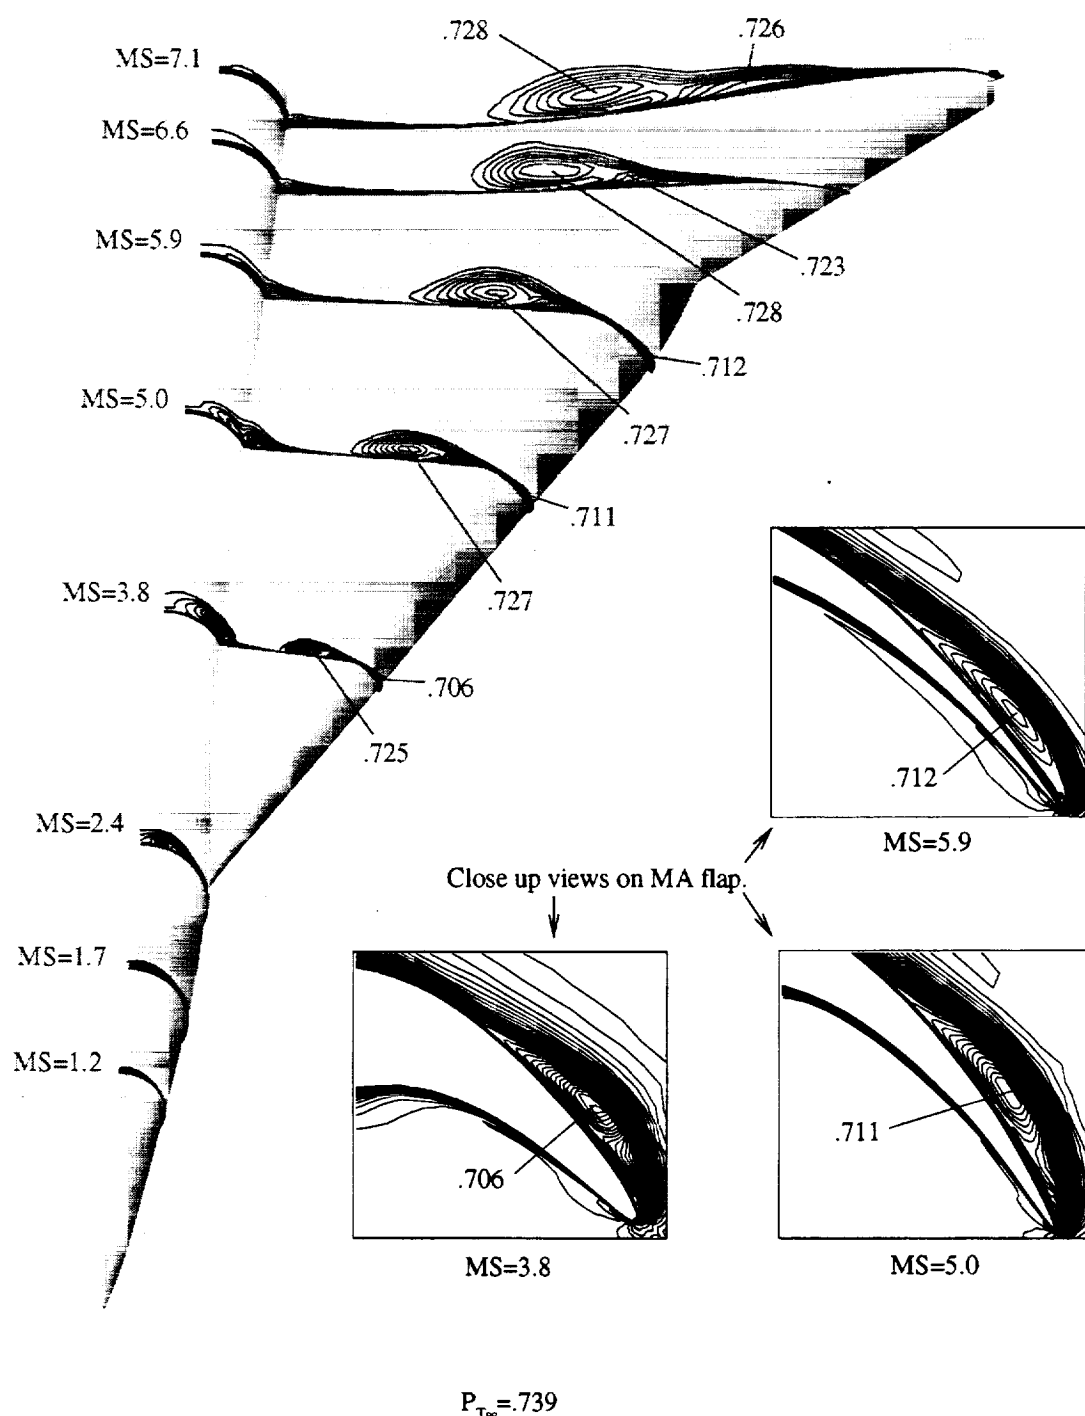 .728
.726
MS=7.1
MS=6.6
MS=5.9
.723
.728
.712
MS=5.0
.727
.711
MS=3.8
.727
.706
.725
.712
MS=2.4
MS=5.9
Close up views on MA flap.
MS=1.7
MS=1.2
.711
.706
MS=3.8
MS=5.0
P_T∞=.739